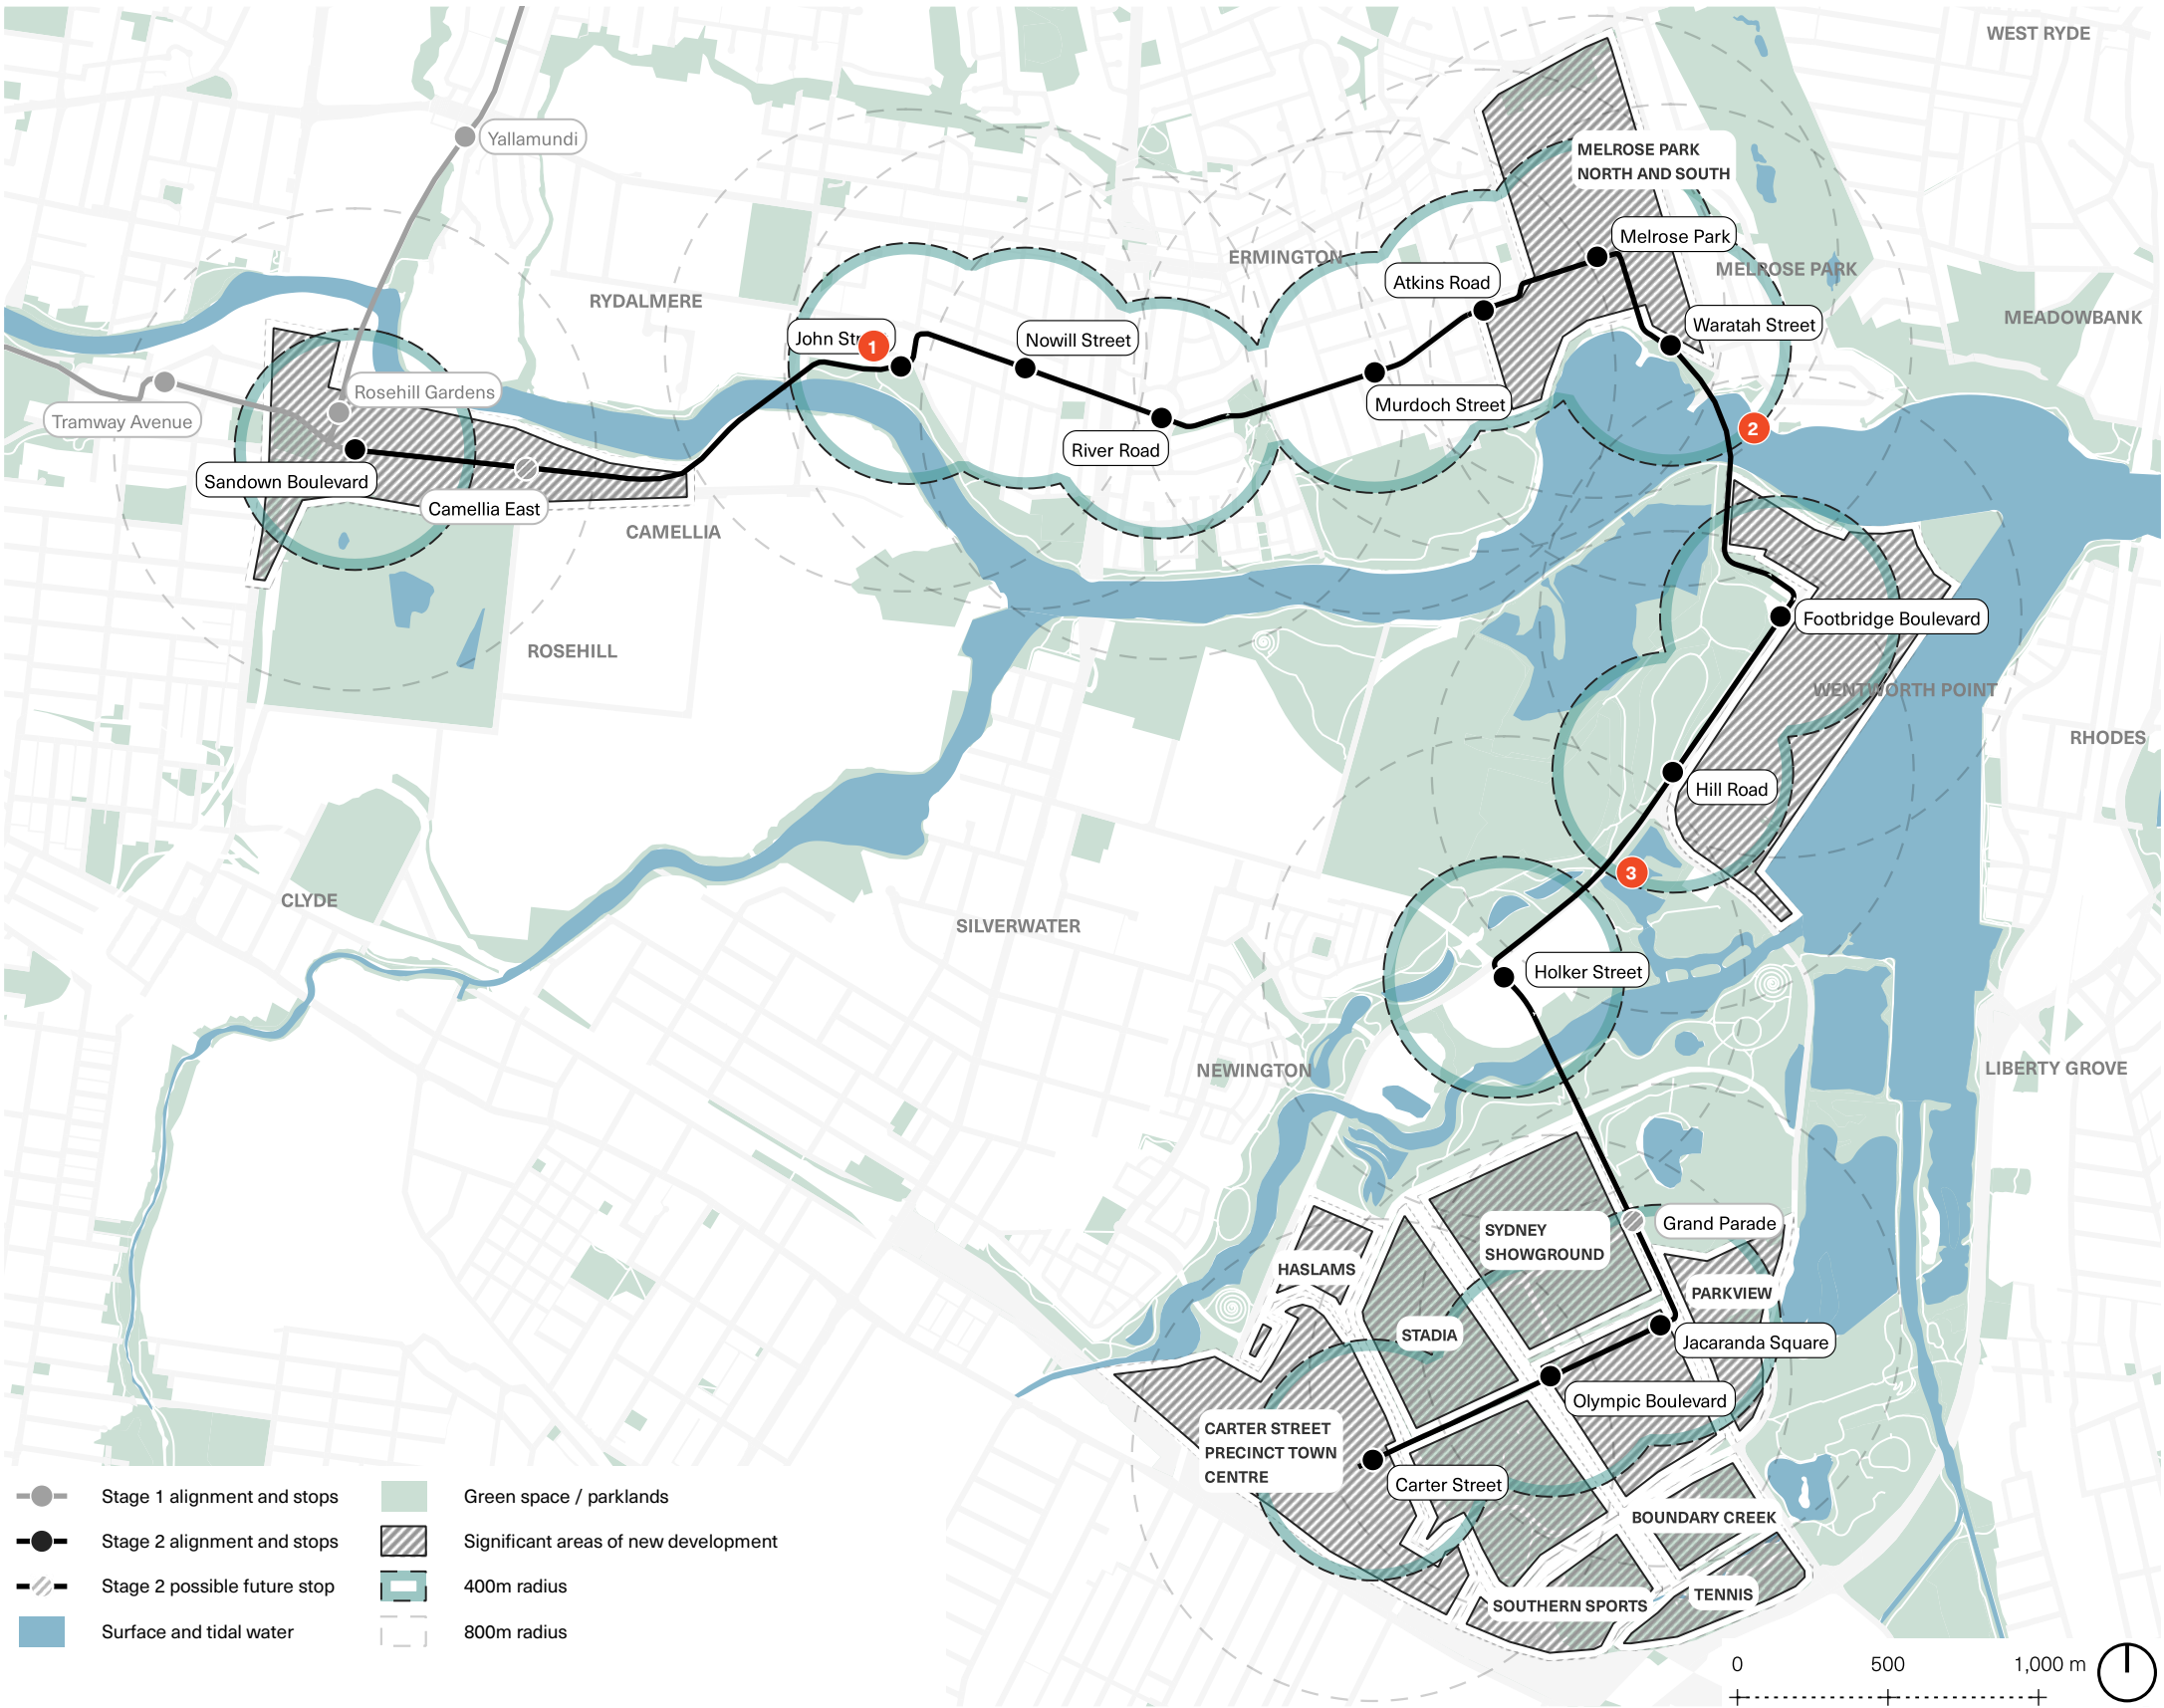 WEST RYDE
Yallamundi
MELROSE PARK
NORTH AND SOUTH
Melrose Park
ERMINGTON
MELROSE PARK
Atkins Road
RYDALMERE
MEADOWBANK
Waratah Street
John Str
1
Nowill Street
Rosehill Gardens
Murdoch Street
Tramway Avenue
2
River Road
Sandown Boulevard
Camellia East
CAMELLIA
Footbridge Boulevard
ROSEHILL
WENTWORTH POINT
RHODES
Hill Road
3
CLYDE
SILVERWATER
Holker Street
NEWINGTON
LIBERTY GROVE
Grand Parade
SYDNEY
SHOWGROUND
HASLAMS
PARKVIEW
STADIA
Jacaranda Square
Olympic Boulevard
CARTER STREET
PRECINCT TOWN
CENTRE
Carter Street
BOUNDARY CREEK
TENNIS
SOUTHERN SPORTS
Stage 1 alignment and stops
Green space / parklands
Stage 2 alignment and stops
Significant areas of new development
Stage 2 possible future stop
400m radius
Surface and tidal water
800m radius
0 500 1,000 m